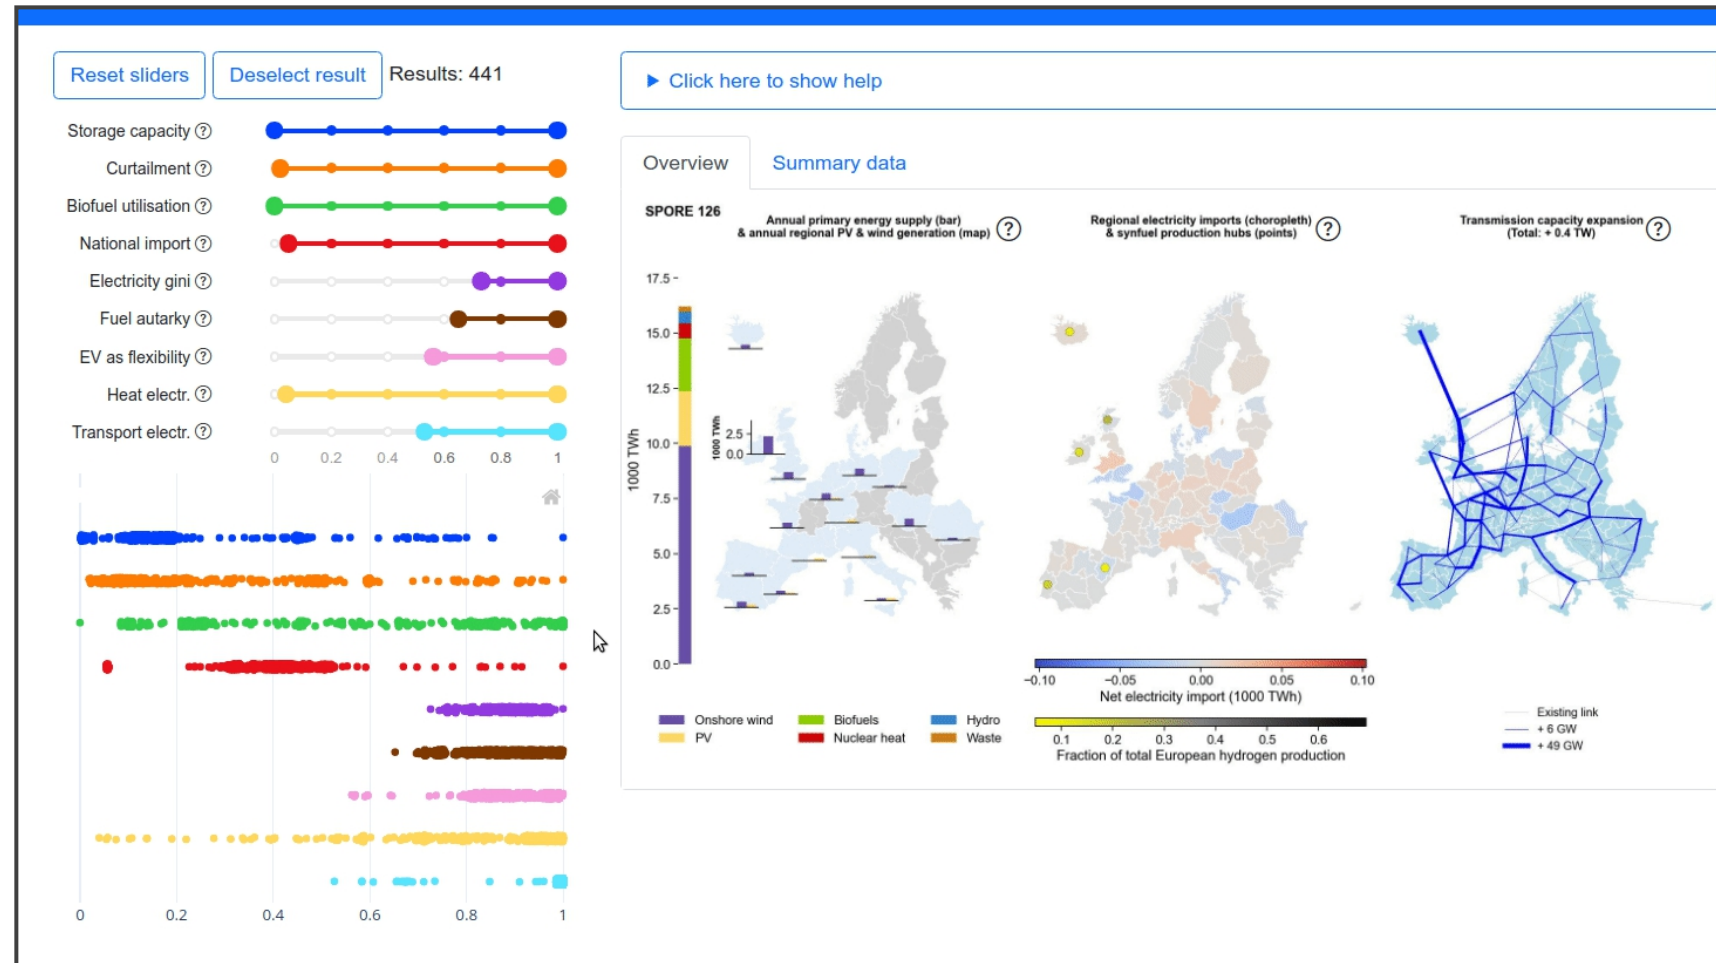 Reset sliders
Deselect result
Results: 441
Storage capacity ?
Curtailment ?
Biofuel utilisation ?
National import ?
Electricity gini ?
Fuel autarky ?
EV as flexibility ?
Heat electr. ?
Transport electr. ?
0 0.2 0.4 0.6 0.8 1
0 0.2 0.4 0.6 0.8 1
Click here to show help
Overview
Summary data
SPORE 126
Annual primary energy supply (bar)
& annual regional PV & wind generation (map) ?
17.5
15.0
12.5
10.0
7.5
5.0
2.5
0.0
1000 TWh
1000 TWh
2.5
0.0
Onshore wind
PV
Biofuels
Nuclear heat
Hydro
Waste
Regional electricity imports (choropleth)
& synfuel production hubs (points) ?
−0.10 −0.05 0.00 0.05 0.10
Net electricity import (1000 TWh)
0.1 0.2 0.3 0.4 0.5 0.6
Fraction of total European hydrogen production
Transmission capacity expansion
(Total: + 0.4 TW) ?
Existing link
+ 6 GW
+ 49 GW